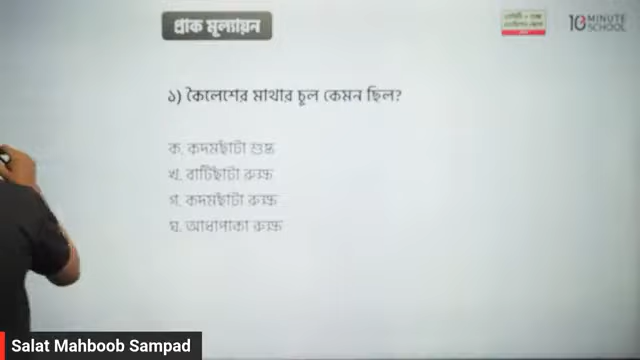 প্রাক মূল্যায়ন
10 MINUTE SCHOOL
১) কৈলেশের মাথার চুল কেমন ছিল?
ক. কদমছাঁটা শুষ্ক
খ. বাটিছাঁটা রুক্ষ
গ. কদমছাঁটা রুক্ষ
ঘ. আধাপাকা রুক্ষ
Salat Mahboob Sampad